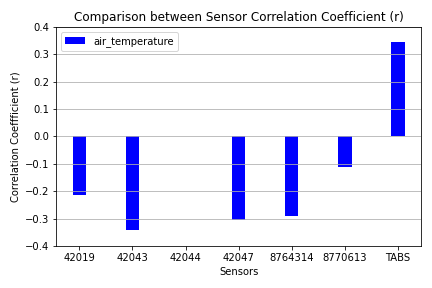 Comparison between Sensor Correlation Coefficient (r)
0.4
0.3
0.2
0.1
0.0
−0.1
−0.2
−0.3
−0.4
Correlation Coeffficient (r)
air_temperature
42019 42043 42044 42047 8764314 8770613 TABS
Sensors